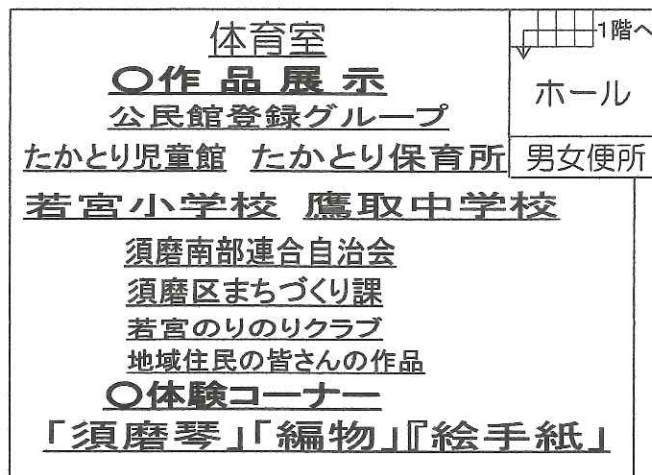 体育室
〇作品展示
公民館登録グループ
たかとり児童館 たかとり保育所
若宮小学校 鷹取中学校
須磨南部連合自治会
須磨区まちづくり課
若宮のりのりクラブ
地域住民の皆さんの作品
〇体験コーナー
「須磨琴」「編物」『絵手紙」
1階へ
ホール
男女便所